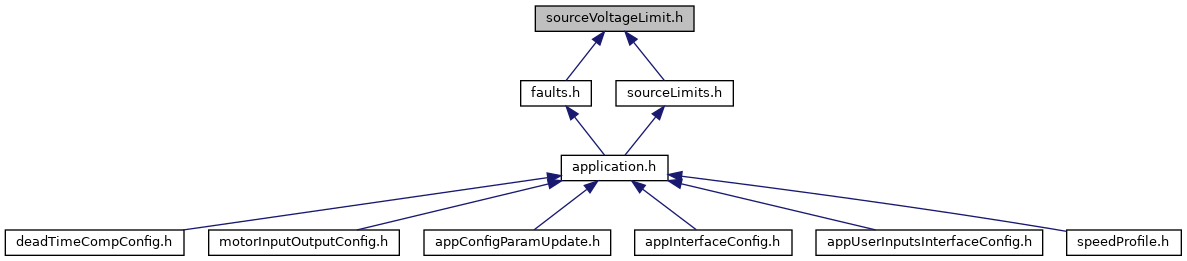 sourceVoltageLimit.h
faults.h
sourceLimits.h
application.h
deadTimeCompConfig.h
motorInputOutputConfig.h
appConfigParamUpdate.h
appInterfaceConfig.h
appUserInputsInterfaceConfig.h
speedProfile.h